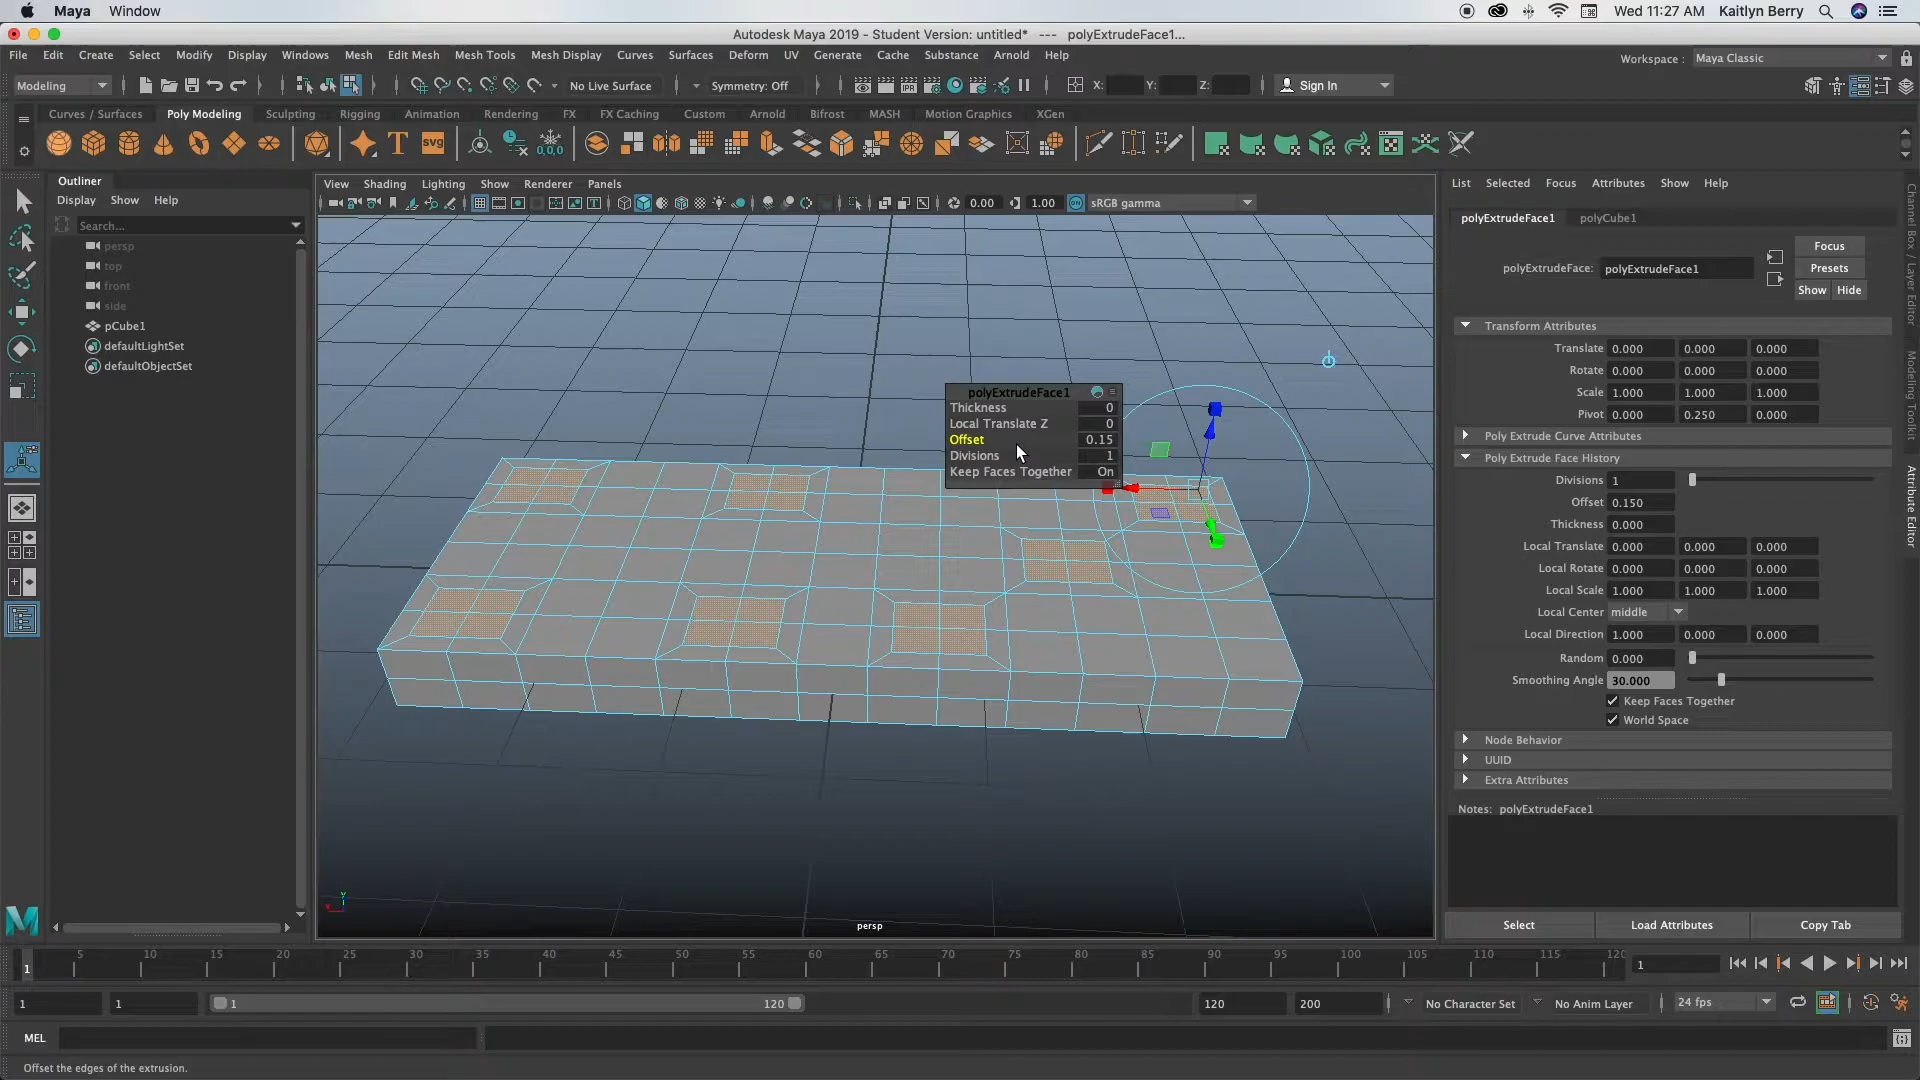 Maya Window
Wed 11:27 AM Kaitlyn Berry
Autodesk Maya 2019 - Student Version: untitled* --- polyExtrudeFace1...
File Edit Create Select Modify Display Windows Mesh Edit Mesh Mesh Tools Mesh Display Curves Surfaces Deform UV Generate Cache Substance Arnold Help
Workspace : Maya Classic
Modeling No Live Surface Symmetry: Off X: Y: Z: Sign In
Curves / Surfaces Poly Modeling Sculpting Rigging Animation Rendering FX FX Caching Custom Arnold Bifrost MASH Motion Graphics XGen
Outliner
Display Show Help
Search...
persp
top
front
side
pCube1
defaultLightSet
defaultObjectSet
View Shading Lighting Show Renderer Panels
0.00 1.00 sRGB gamma
polyExtrudeFace1
Thickness 0
Local Translate Z 0
Offset 0.15
Divisions 1
Keep Faces Together On
persp
List Selected Focus Attributes Show Help
polyExtrudeFace1 polyCube1
Focus
polyExtrudeFace: polyExtrudeFace1
Presets
Show Hide
Transform Attributes
Translate 0.000 0.000 0.000
Rotate 0.000 0.000 0.000
Scale 1.000 1.000 1.000
Pivot 0.000 0.250 0.000
Poly Extrude Curve Attributes
Poly Extrude Face History
Divisions 1
Offset 0.150
Thickness 0.000
Local Translate 0.000 0.000 0.000
Local Rotate 0.000 0.000 0.000
Local Scale 1.000 1.000 1.000
Local Center middle
Local Direction 1.000 0.000 0.000
Random 0.000
Smoothing Angle 30.000
Keep Faces Together
World Space
Node Behavior
UUID
Extra Attributes
Notes: polyExtrudeFace1
Select Load Attributes Copy Tab
Channel Box / Layer Editor
Modeling Toolkit
Attribute Editor
5 10 15 20 25 30 35 40 45 50 55 60 65 70 75 80 85 90 95 100 105 110 115 120
1 1
1 1 1 120 120 200 No Character Set No Anim Layer 24 fps
MEL
Offset the edges of the extrusion.